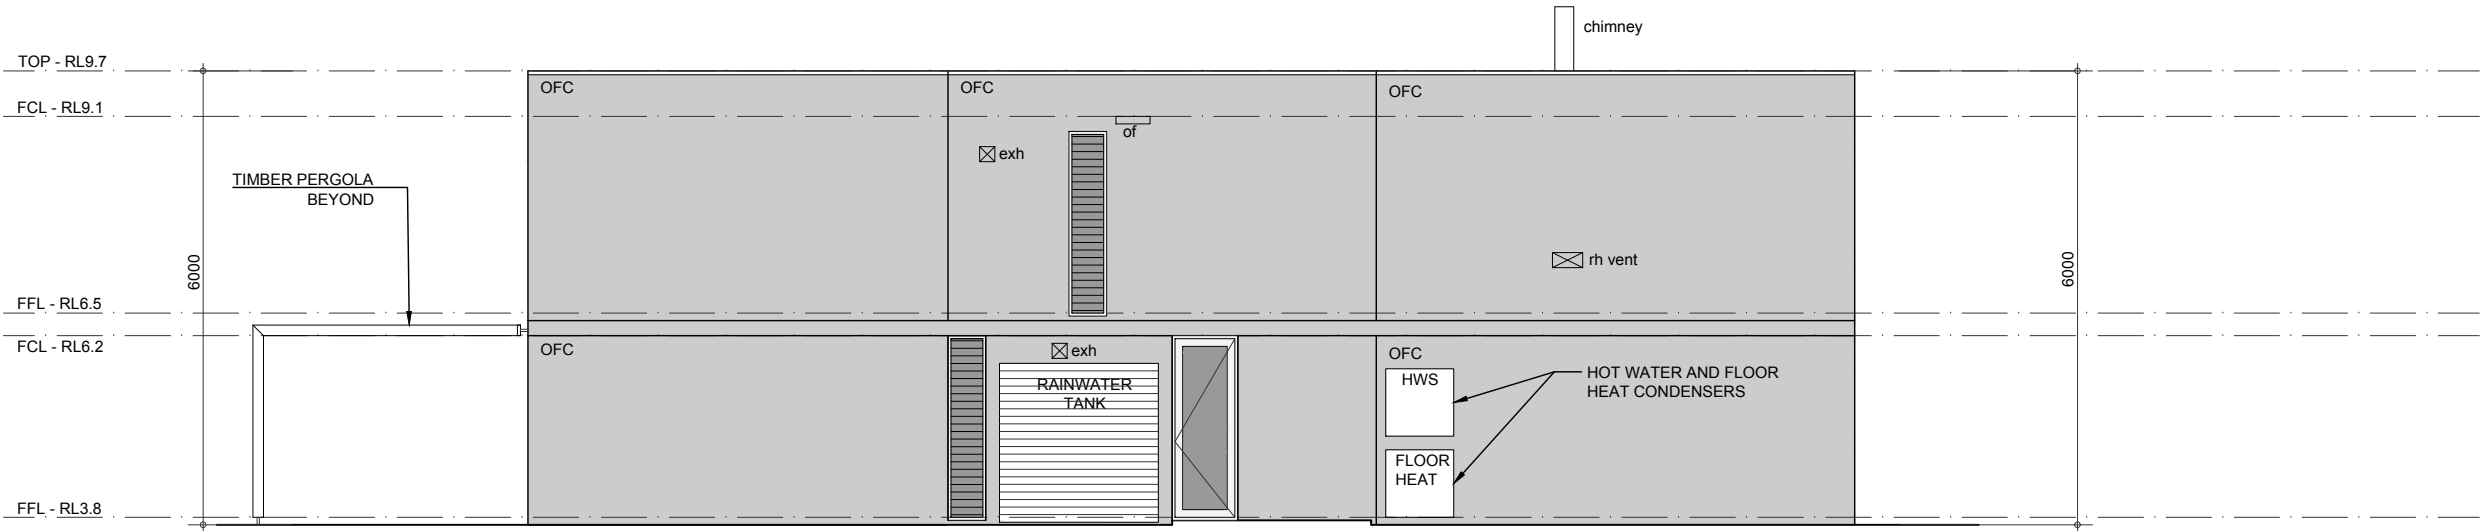 chimney
TOP - RL9.7
OFC
OFC
OFC
FCL - RL9.1
of
exh
TIMBER PERGOLA
BEYOND
rh vent
6000
6000
FFL - RL6.5
FCL - RL6.2
OFC
exh
OFC
HWS
HOT WATER AND FLOOR
HEAT CONDENSERS
RAINWATER
TANK
FLOOR
HEAT
FFL - RL3.8